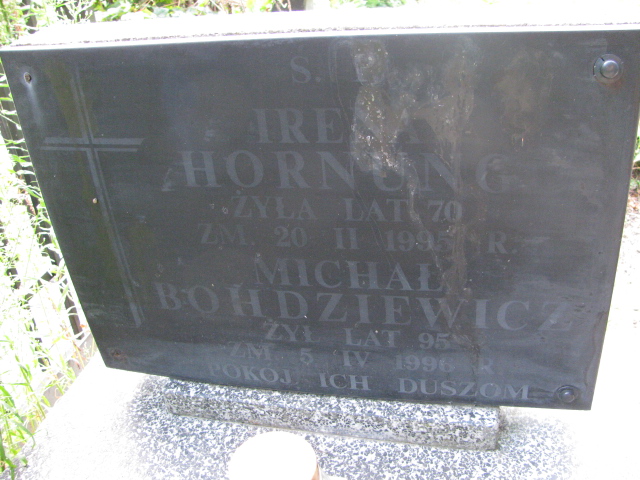 S. P.
IRENA
HORNUNG
ŻYŁA LAT 70
ZM. 20 II 1995 R.
MICHAŁ
BOHDZIEWICZ
ŻYŁ LAT 95
ZM. 5 IV 1996 R
POKÓJ ICH DUSZOM